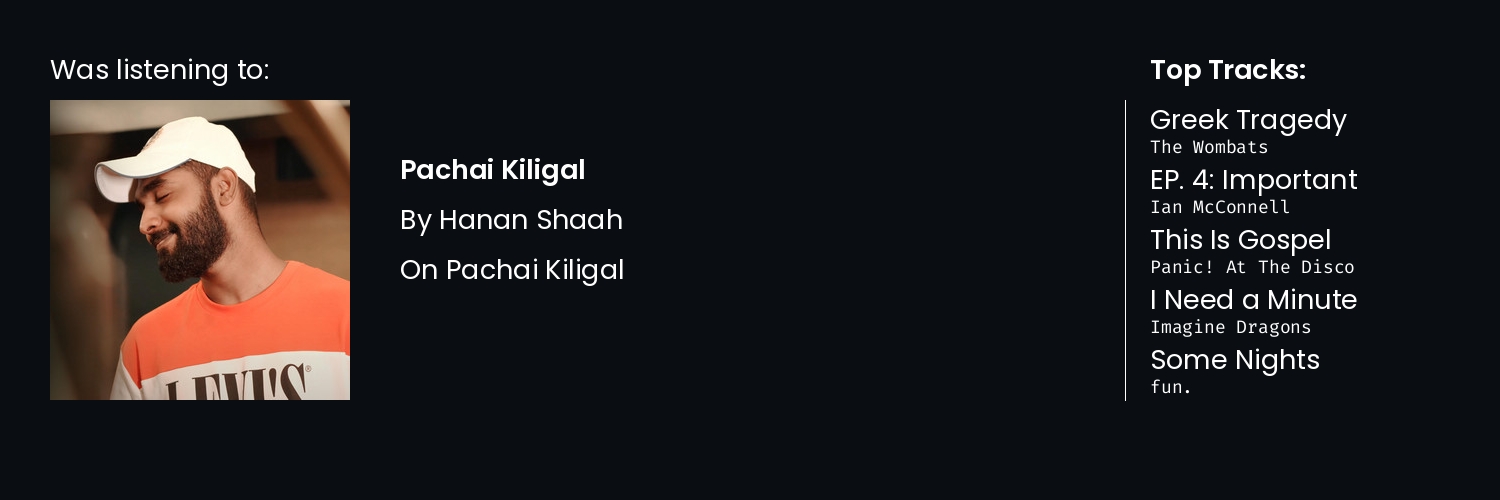 Was listening to:
LEVI'S®
Pachai Kiligal
By Hanan Shaah
On Pachai Kiligal
Top Tracks:
Greek Tragedy
The Wombats
EP. 4: Important
Ian McConnell
This Is Gospel
Panic! At The Disco
I Need a Minute
Imagine Dragons
Some Nights
fun.